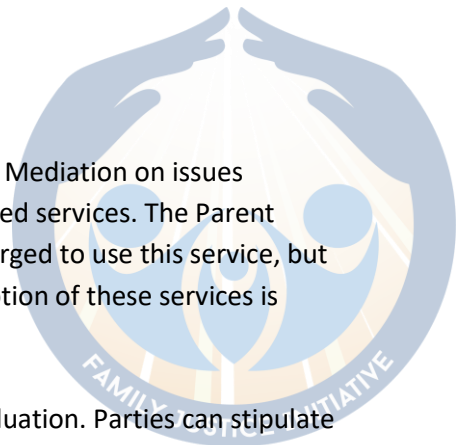 Mediation on issues
ed services. The Parent
rged to use this service, but
tion of these services is
FAMILY JUSTICE INITIATIVE
luation. Parties can stipulate